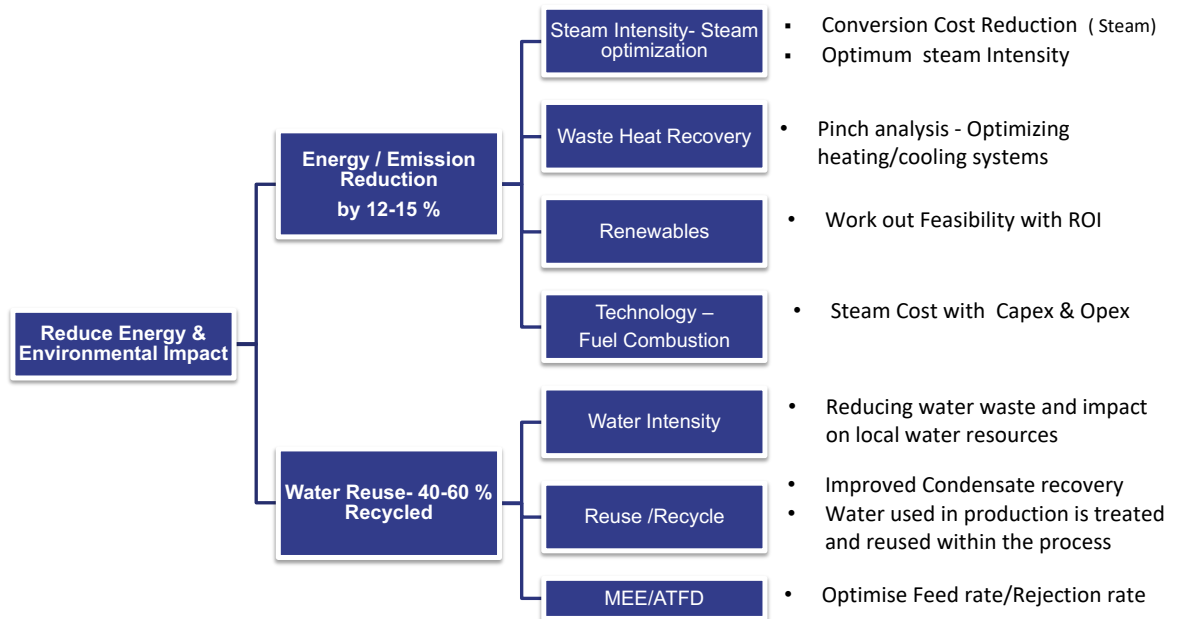 Reduce Energy &
Environmental Impact
Energy / Emission
Reduction
by 12-15 %
Steam Intensity- Steam
optimization
▪ Conversion Cost Reduction ( Steam)
▪ Optimum steam Intensity
Waste Heat Recovery
• Pinch analysis - Optimizing
heating/cooling systems
Renewables
• Work out Feasibility with ROI
Technology –
Fuel Combustion
• Steam Cost with Capex & Opex
Water Reuse- 40-60 %
Recycled
Water Intensity
• Reducing water waste and impact
on local water resources
Reuse /Recycle
• Improved Condensate recovery
• Water used in production is treated
and reused within the process
MEE/ATFD
• Optimise Feed rate/Rejection rate